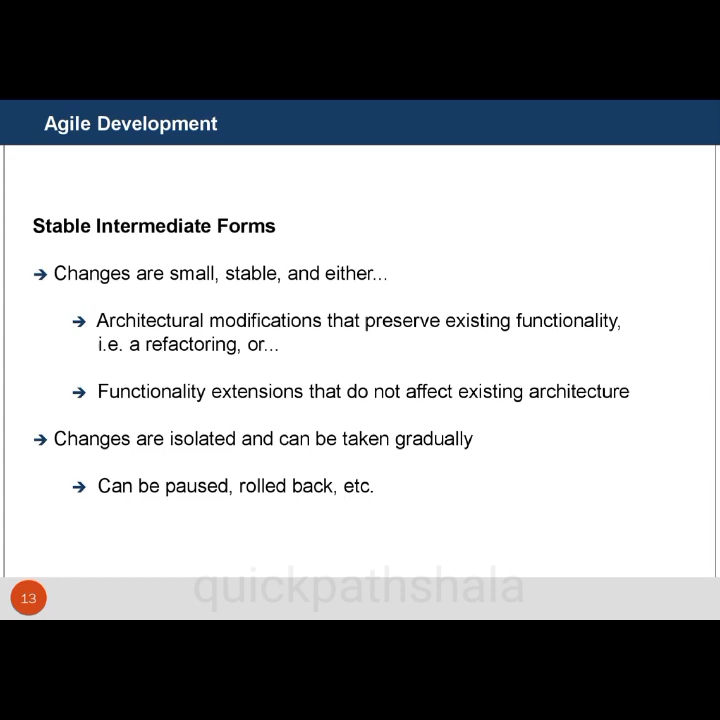 Agile Development
Stable Intermediate Forms
→ Changes are small, stable, and either...
→ Architectural modifications that preserve existing functionality,
i.e. a refactoring, or...
→ Functionality extensions that do not affect existing architecture
→ Changes are isolated and can be taken gradually
→ Can be paused, rolled back, etc.
quickpathshala
13